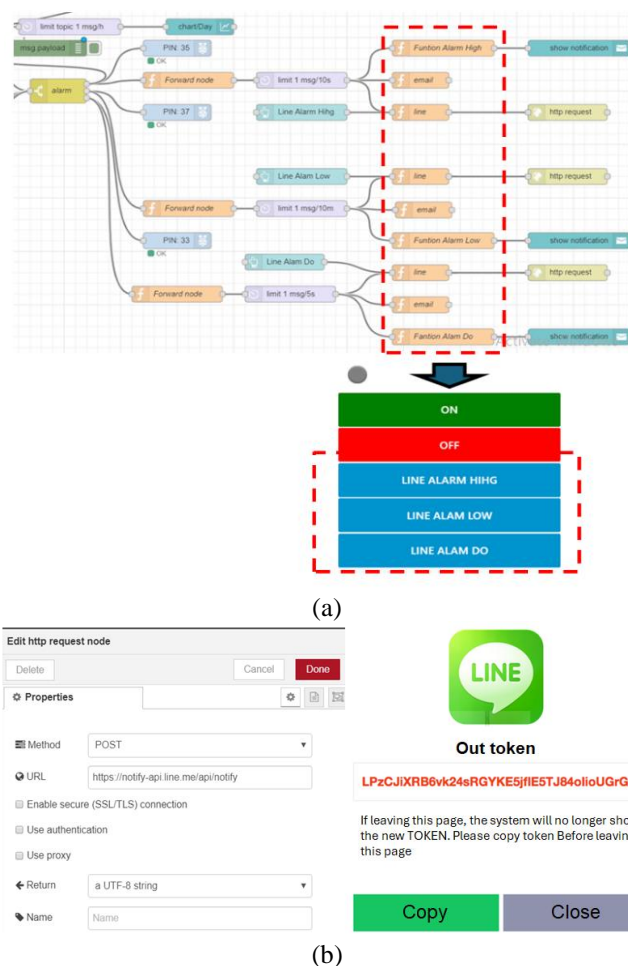 limit topic 1 msg/h
chart/Day
msg.payload
PIN: 35
OK
Funtion Alarm High
show notification
alarm
Forward node
limit 1 msg/10s
email
PIN: 37
OK
Line Alarm Hihg
line
http request
Line Alam Low
line
http request
Forward node
limit 1 msg/10m
email
PIN: 33
OK
Funtion Alarm Low
show notification
Line Alam Do
line
http request
Forward node
limit 1 msg/5s
email
Fantion Alam Do
show notification
ON
OFF
LINE ALARM HIHG
LINE ALAM LOW
LINE ALAM DO
(a)
Edit http request node
Delete
Cancel
Done
Properties
Method
POST
URL
https://notify-api.line.me/api/notify
Enable secure (SSL/TLS) connection
Use authentication
Use proxy
Return
a UTF-8 string
Name
Name
LINE
Out token
LPzCJiXRB6vk24sRGYKE5jflE5TJ84olioUGrG
If leaving this page, the system will no longer sho
the new TOKEN. Please copy token Before leavin
this page
Copy
Close
(b)